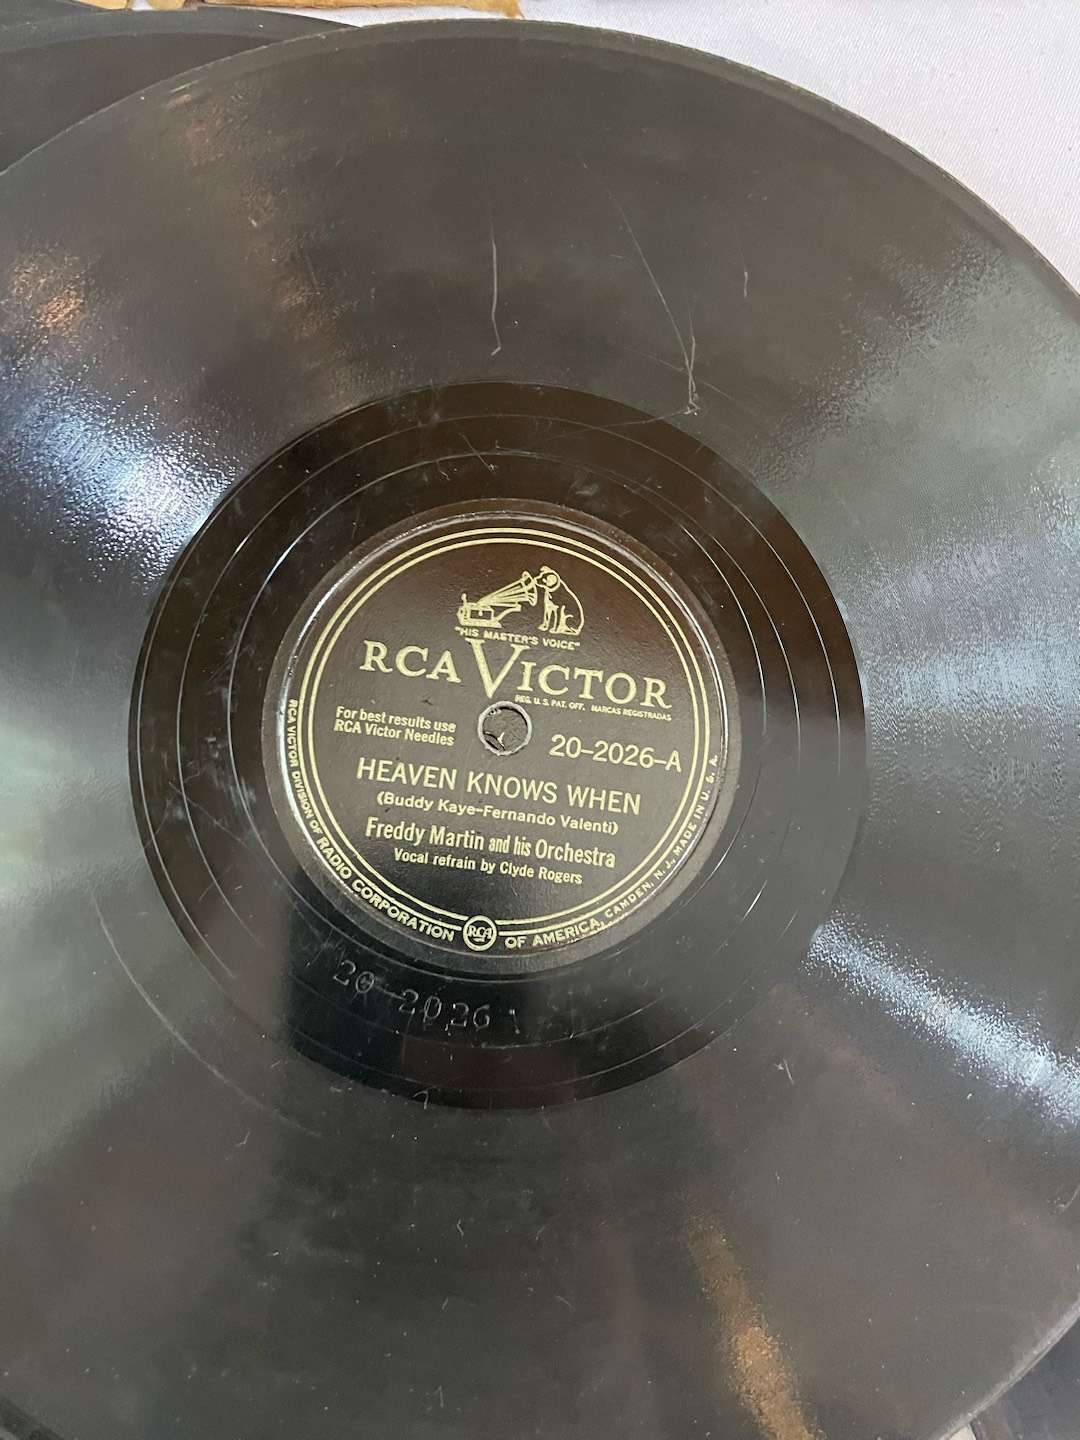 "HIS MASTER'S VOICE"
RCA VICTOR
REG. U.S. PAT. OFF. MARCAS REGISTRADAS
For best results use
RCA Victor Needles
20-2026-A
HEAVEN KNOWS WHEN
(Buddy Kaye-Fernando Valenti)
Freddy Martin and his Orchestra
Vocal refrain by Clyde Rogers
RCA VICTOR DIVISION OF RADIO CORPORATION RCA OF AMERICA, CAMDEN, N. J., MADE IN U. S. A.
20-2026